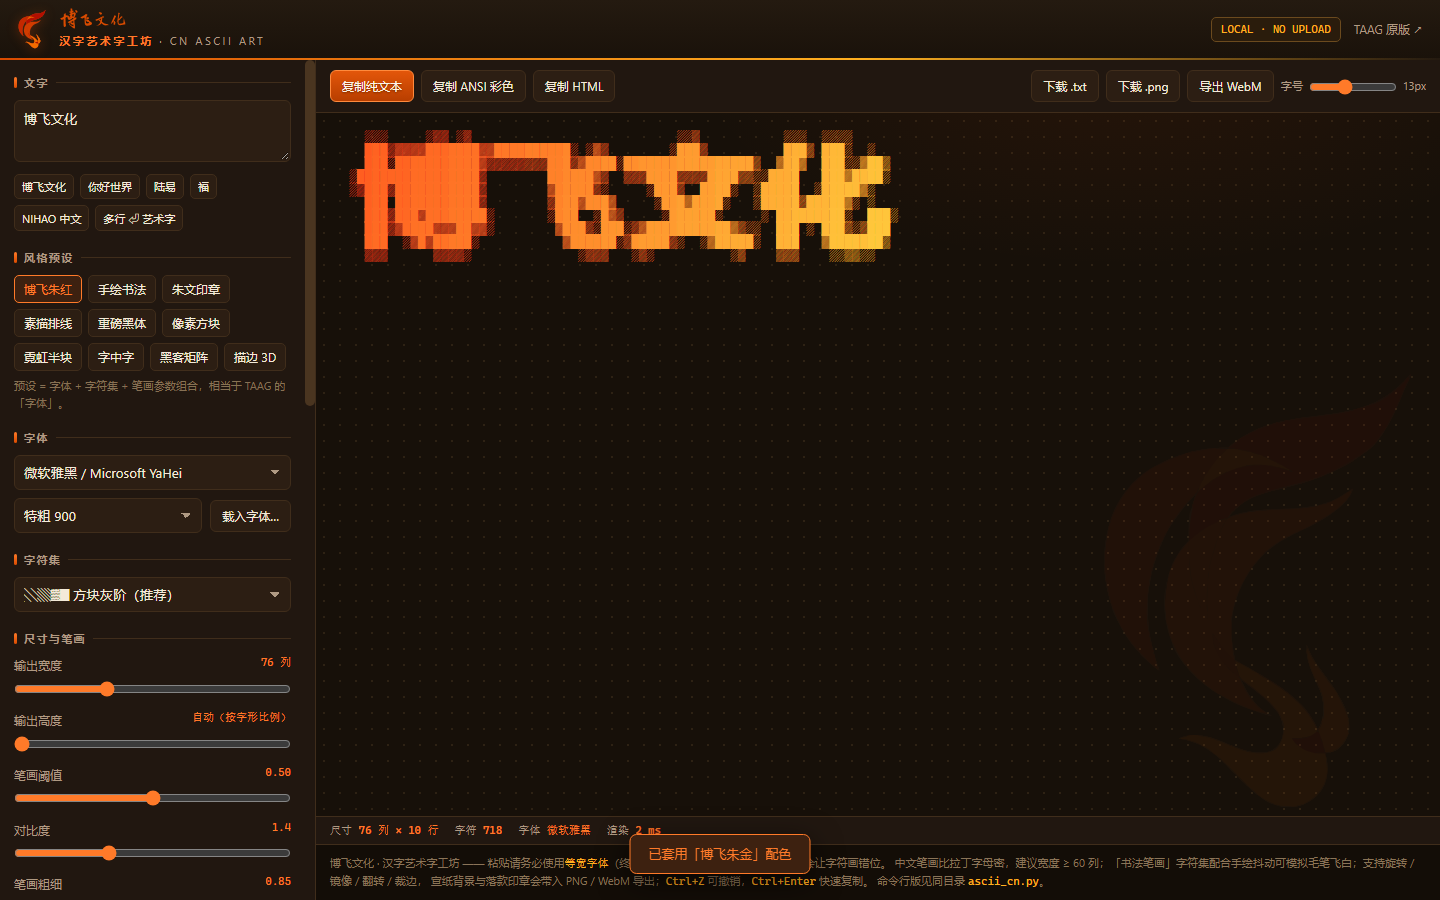 博飞文化
汉字艺术字工坊 · CN ASCII ART
LOCAL · NO UPLOAD
TAAG 原版 ↗
文字
博飞文化
博飞文化 你好世界 陆易 福
NIHAO 中文 多行 ⏎ 艺术字
风格预设
博飞朱红 手绘书法 朱文印章
素描排线 重磅黑体 像素方块
霓虹半块 字中字 黑客矩阵 描边 3D
预设 = 字体 + 字符集 + 笔画参数组合，相当于 TAAG 的
「字体」。
字体
微软雅黑 / Microsoft YaHei
特粗 900 载入字体...
字符集
░▒▓█ 方块灰阶（推荐）
尺寸与笔画
输出宽度 76 列
输出高度 自动（按字形比例）
笔画阈值 0.50
对比度 1.4
笔画粗细 0.85
复制纯文本 复制 ANSI 彩色 复制 HTML
下载 .txt 下载 .png 导出 WebM 字号 13px
博飞文化
尺寸 76 列 × 10 行 字符 718 字体 微软雅黑 渲染 2 ms
已套用「博飞朱金」配色
博飞文化 · 汉字艺术字工坊 —— 粘贴请务必使用等宽字体（终 会让字符画错位。 中文笔画比拉丁字母密，建议宽度 ≥ 60 列；「书法笔画」字符集配合手绘抖动可模拟毛笔飞白；支持旋转 /
镜像 / 翻转 / 裁边， 宣纸背景与落款印章会带入 PNG / WebM 导出；Ctrl+Z 可撤销，Ctrl+Enter 快速复制。 命令行版见同目录 ascii_cn.py。